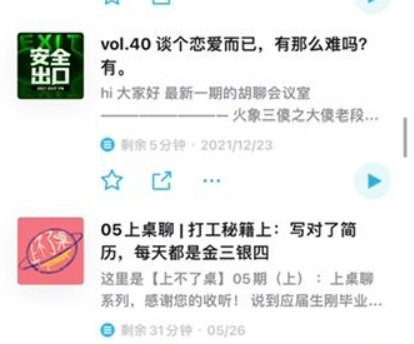 EXIT
安全
出口
vol.40 谈个恋爱而已，有那么难吗？
有。
hi 大家好 最新一期的胡聊会议室
———————— 火象三傻之大傻老段...
剩余5分钟 · 2021/12/23
上不了桌
05上桌聊 | 打工秘籍上：写对了简
历，每天都是金三银四
这里是【上不了桌】05期（上）：上桌聊
系列，感谢您的收听！ 说到应届生刚毕业...
剩余31分钟 · 05/26